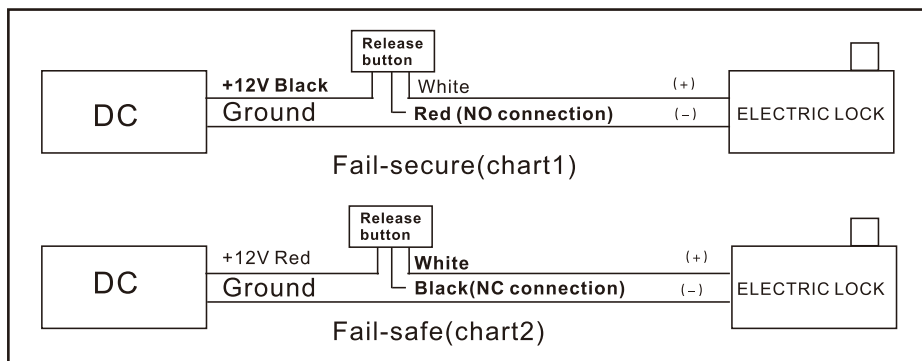 Release
button
+12V Black
White
(+)
DC
Ground
Red (NO connection)
(-)
ELECTRIC LOCK
Fail-secure(chart1)
Release
button
+12V Red
White
(+)
DC
Ground
Black(NC connection)
(-)
ELECTRIC LOCK
Fail-safe(chart2)